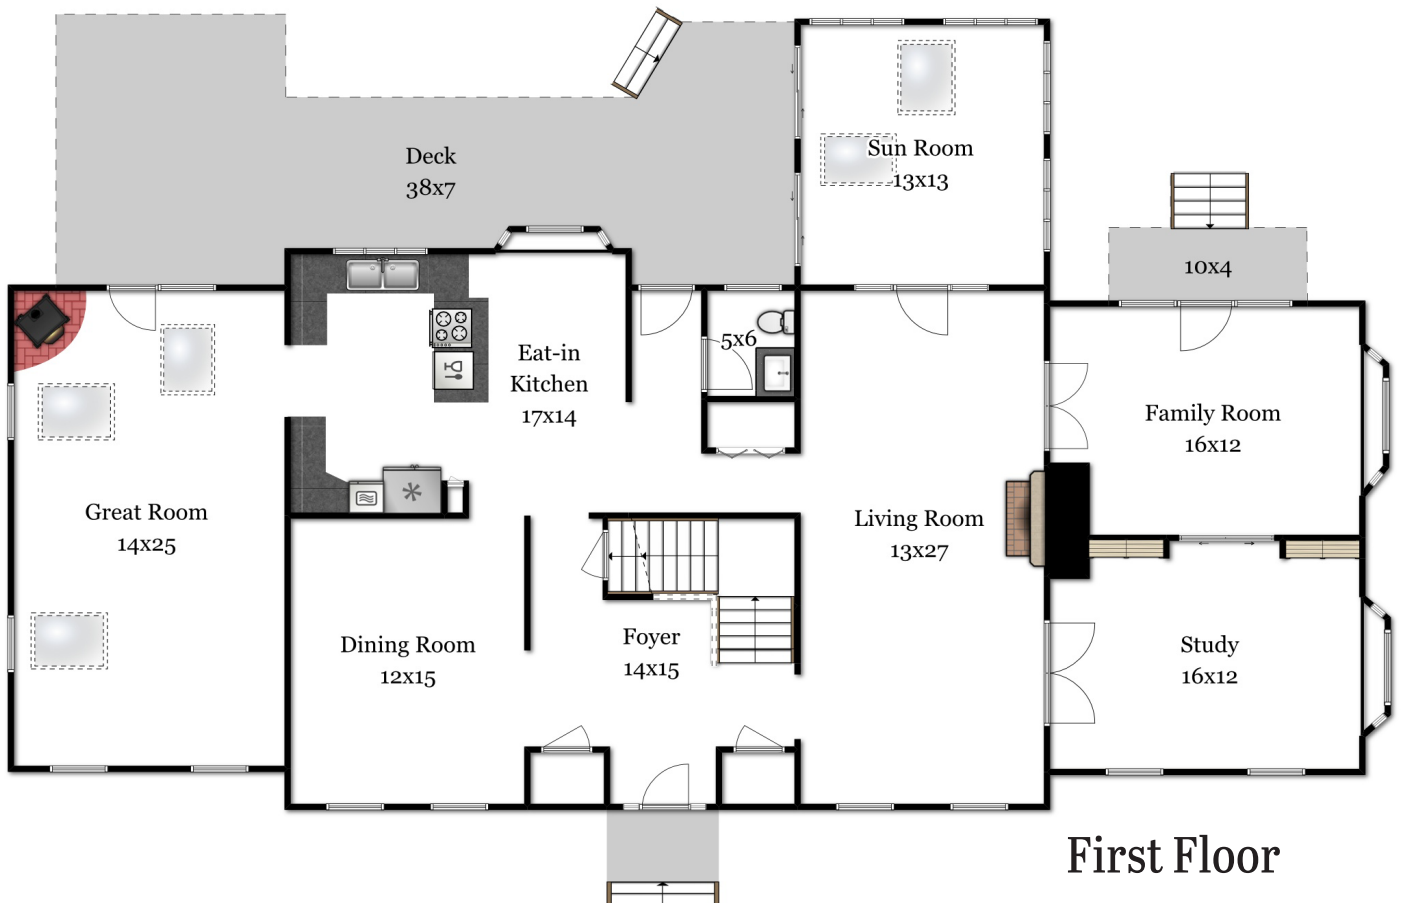 Deck
38x7
Sun Room
13x13
10x4
5x6
Eat-in
Kitchen
17x14
Family Room
16x12
Great Room
14x25
Living Room
13x27
Dining Room
12x15
Foyer
14x15
Study
16x12
First Floor